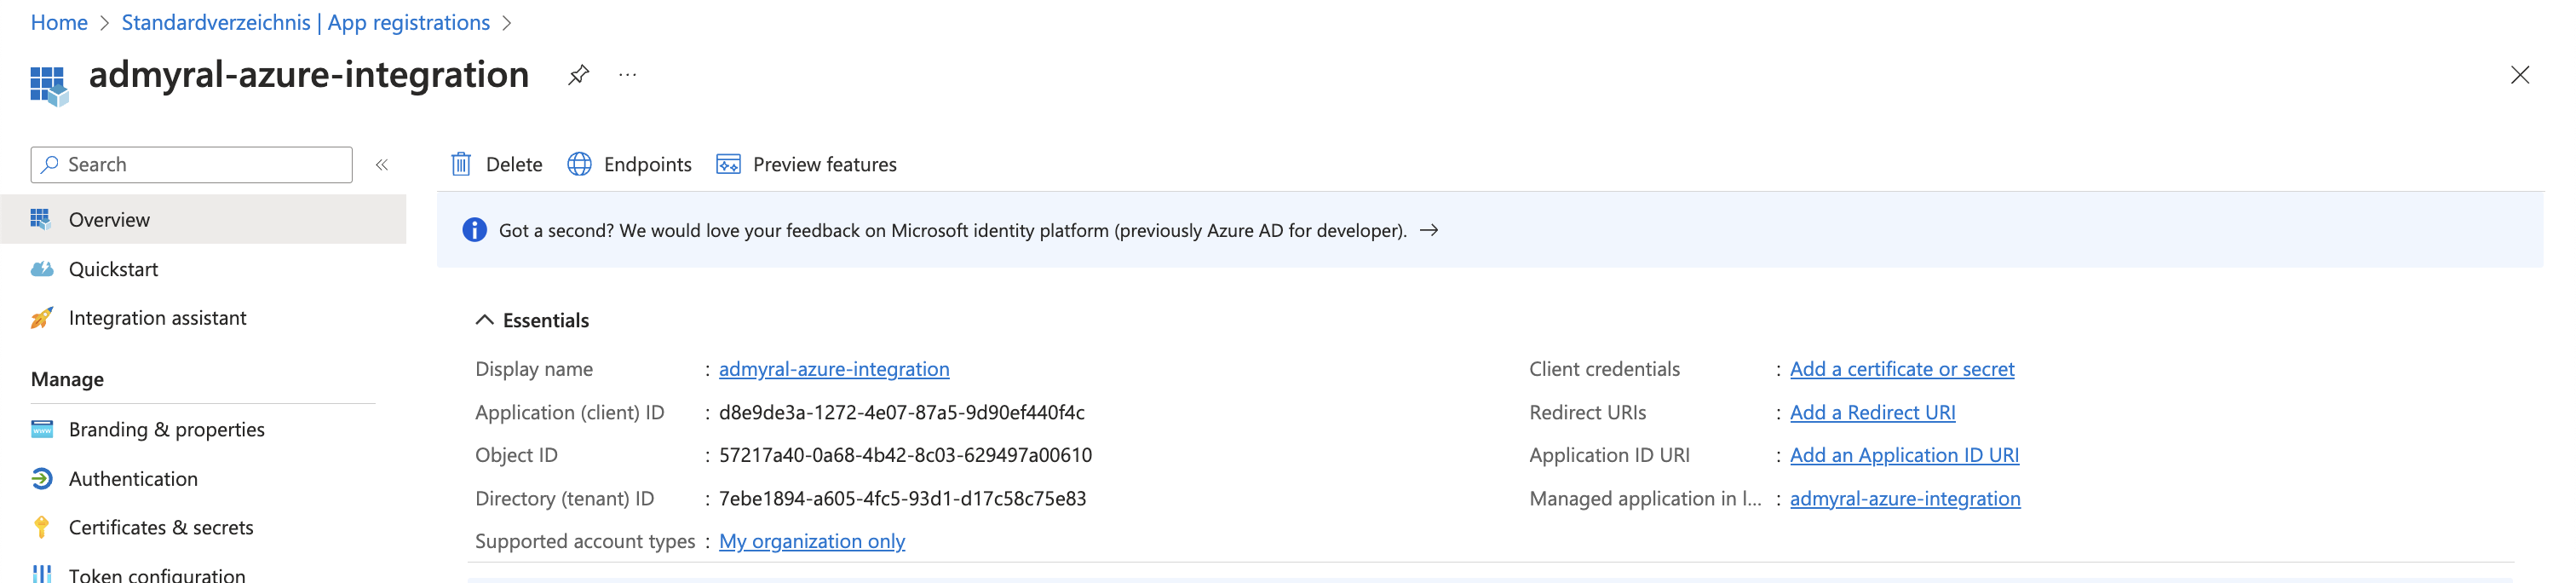 Home > Standardverzeichnis | App registrations >
admyral-azure-integration ...
Search «
Overview
Quickstart
Integration assistant
Manage
Branding & properties
Authentication
Certificates & secrets
Token configuration
Delete Endpoints Preview features
Got a second? We would love your feedback on Microsoft identity platform (previously Azure AD for developer). →
Essentials
Display name : admyral-azure-integration
Application (client) ID : d8e9de3a-1272-4e07-87a5-9d90ef440f4c
Object ID : 57217a40-0a68-4b42-8c03-629497a00610
Directory (tenant) ID : 7ebe1894-a605-4fc5-93d1-d17c58c75e83
Supported account types : My organization only
Client credentials : Add a certificate or secret
Redirect URIs : Add a Redirect URI
Application ID URI : Add an Application ID URI
Managed application in l... : admyral-azure-integration